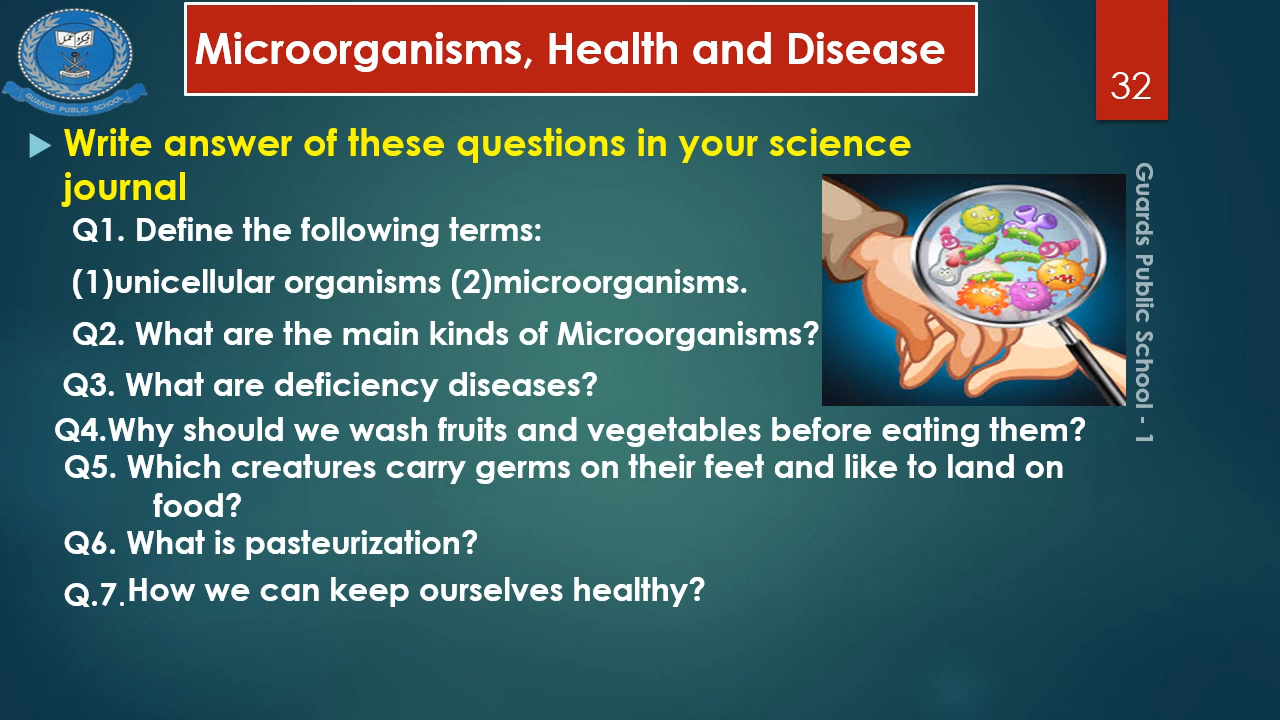 Microorganisms, Health and Disease
32
GUARDS PUBLIC SCHOOL
Write answer of these questions in your science
journal
Q1. Define the following terms:
(1)unicellular organisms (2)microorganisms.
Q2. What are the main kinds of Microorganisms?
Q3. What are deficiency diseases?
Q4.Why should we wash fruits and vegetables before eating them?
Q5. Which creatures carry germs on their feet and like to land on
food?
Q6. What is pasteurization?
Q.7.How we can keep ourselves healthy?
Guards Public School - 1